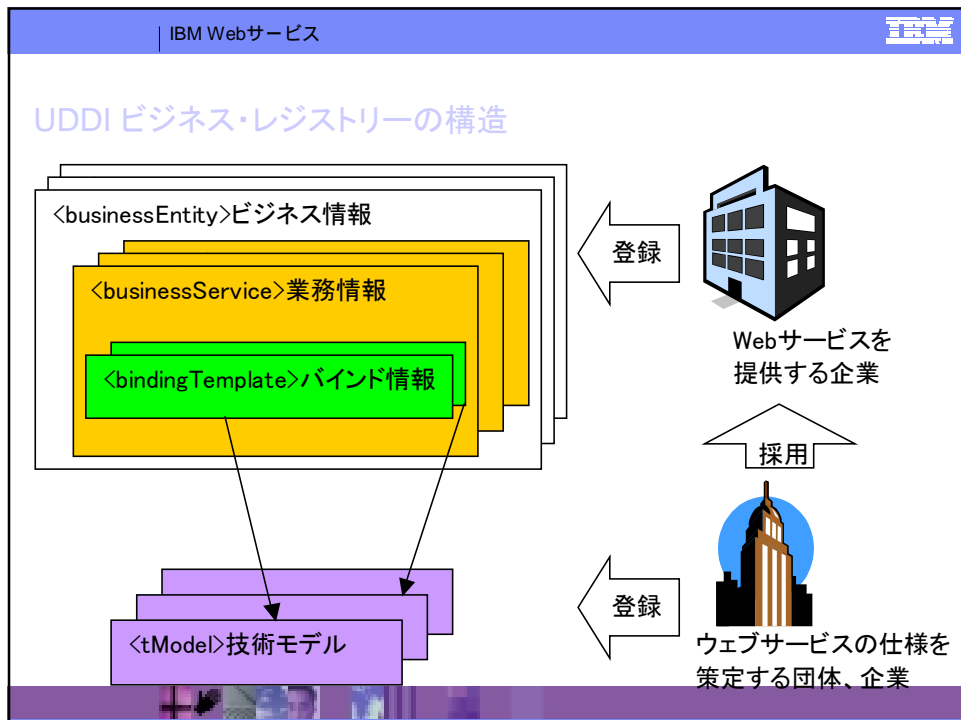 IBM Webサービス
IBM
UDDI ビジネス・レジストリーの構造
<businessEntity>ビジネス情報
<businessService>業務情報
<bindingTemplate>バインド情報
登録
Webサービスを
提供する企業
採用
<tModel>技術モデル
登録
ウェブサービスの仕様を
策定する団体、企業